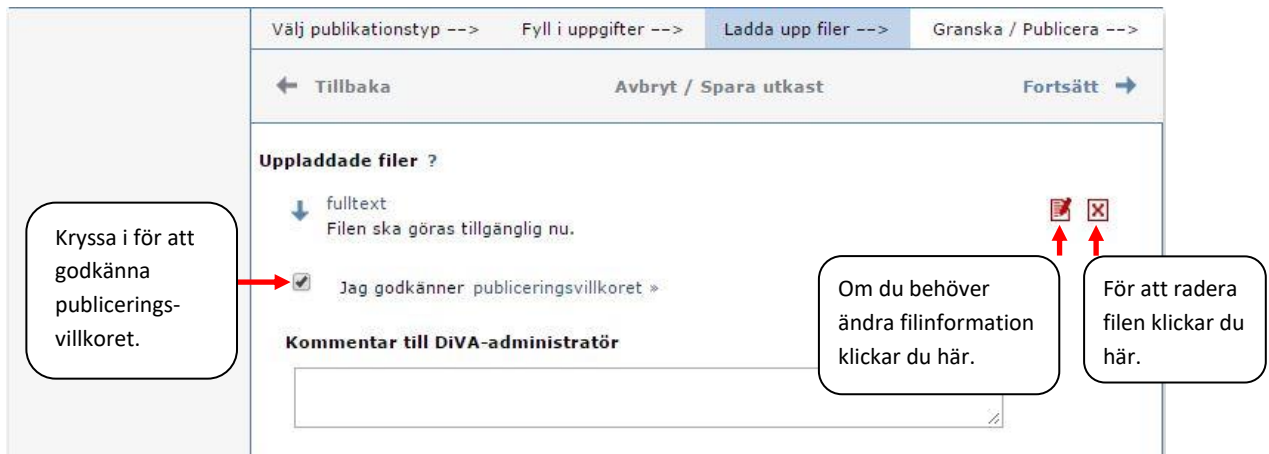 Välj publikationstyp --> Fyll i uppgifter --> Ladda upp filer --> Granska / Publicera -->
Tillbaka Avbryt / Spara utkast Fortsätt
Uppladdade filer ?
fulltext
Filen ska göras tillgänglig nu.
Kryssa i för att
godkänna
publicerings-
villkoret.
Jag godkänner publiceringsvillkoret »
Om du behöver
ändra filinformation
klickar du här.
För att radera
filen klickar du
här.
Kommentar till DiVA-administratör